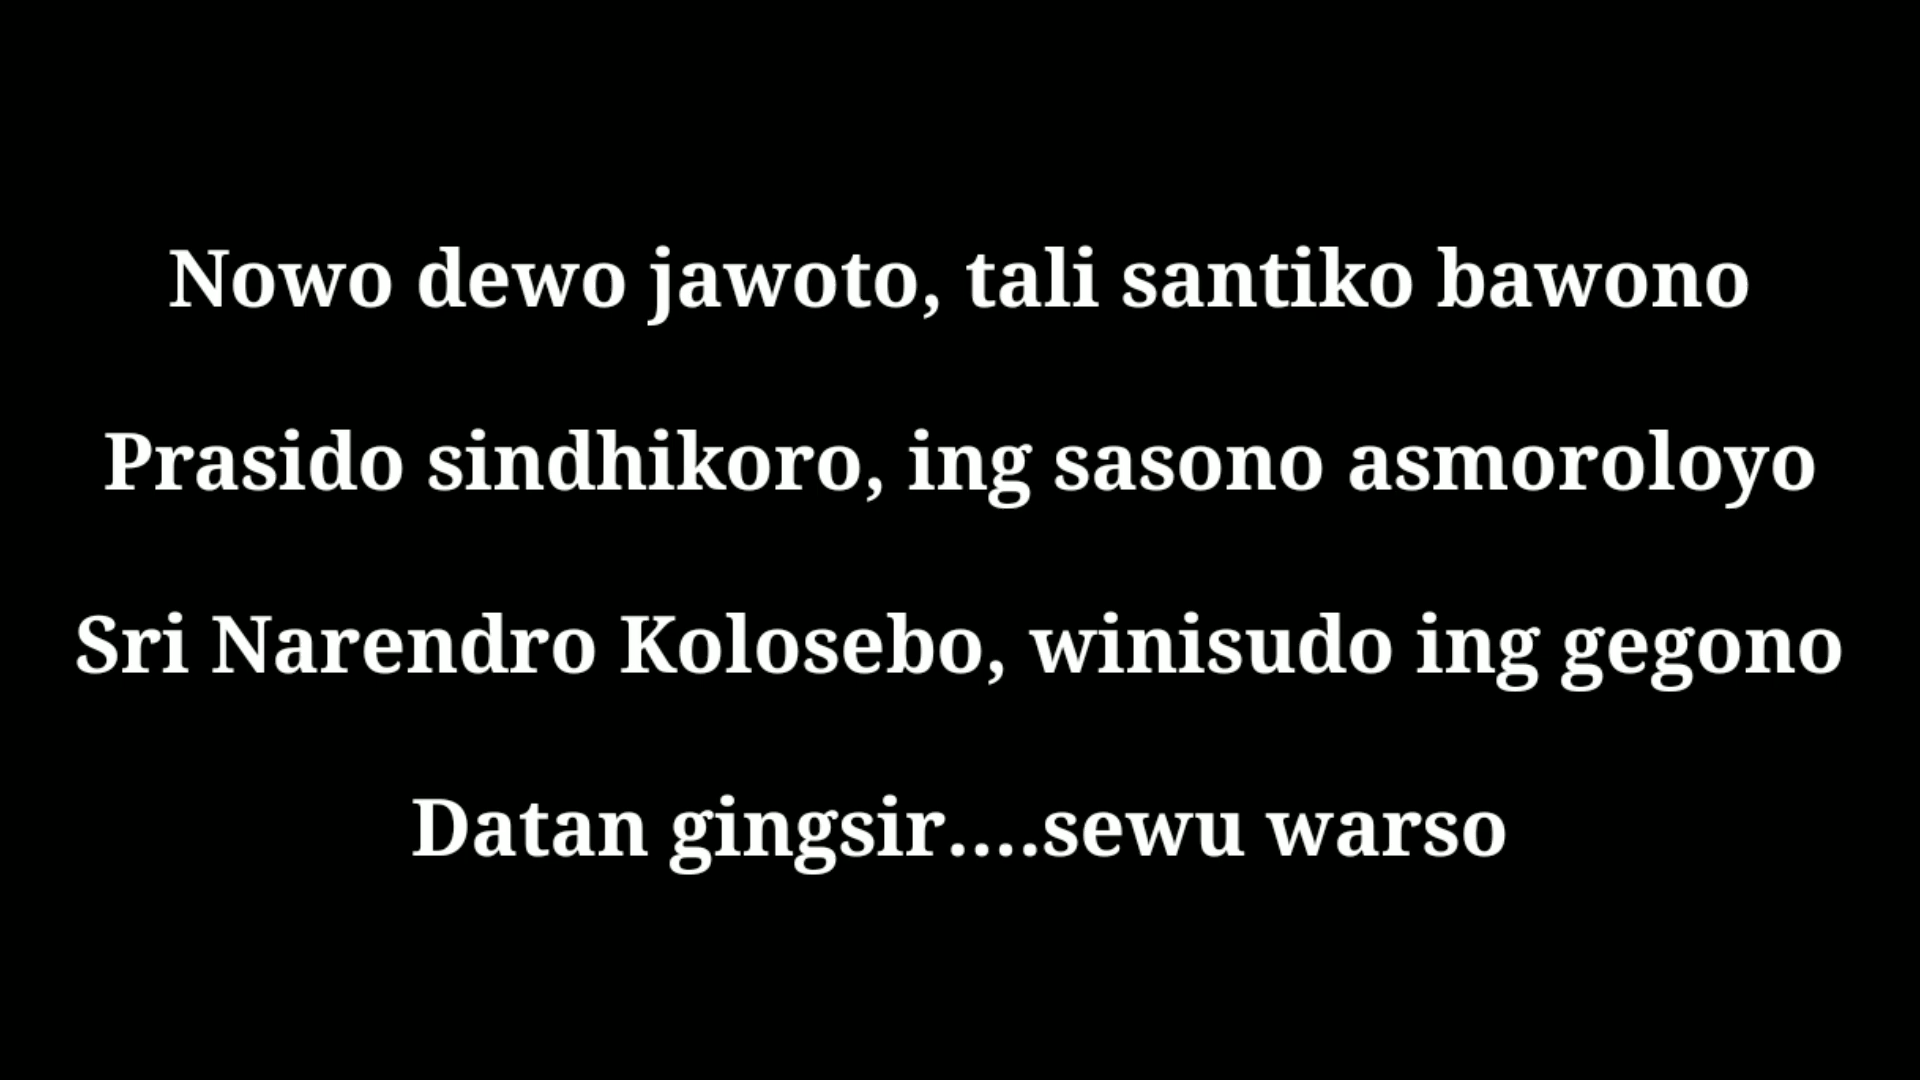 Nowo dewo jawoto, tali santiko bawono
Prasido sindhikoro, ing sasono asmoroloyo
Sri Narendro Kolosebo, winisudo ing gegono
Datan gingsir....sewu warso